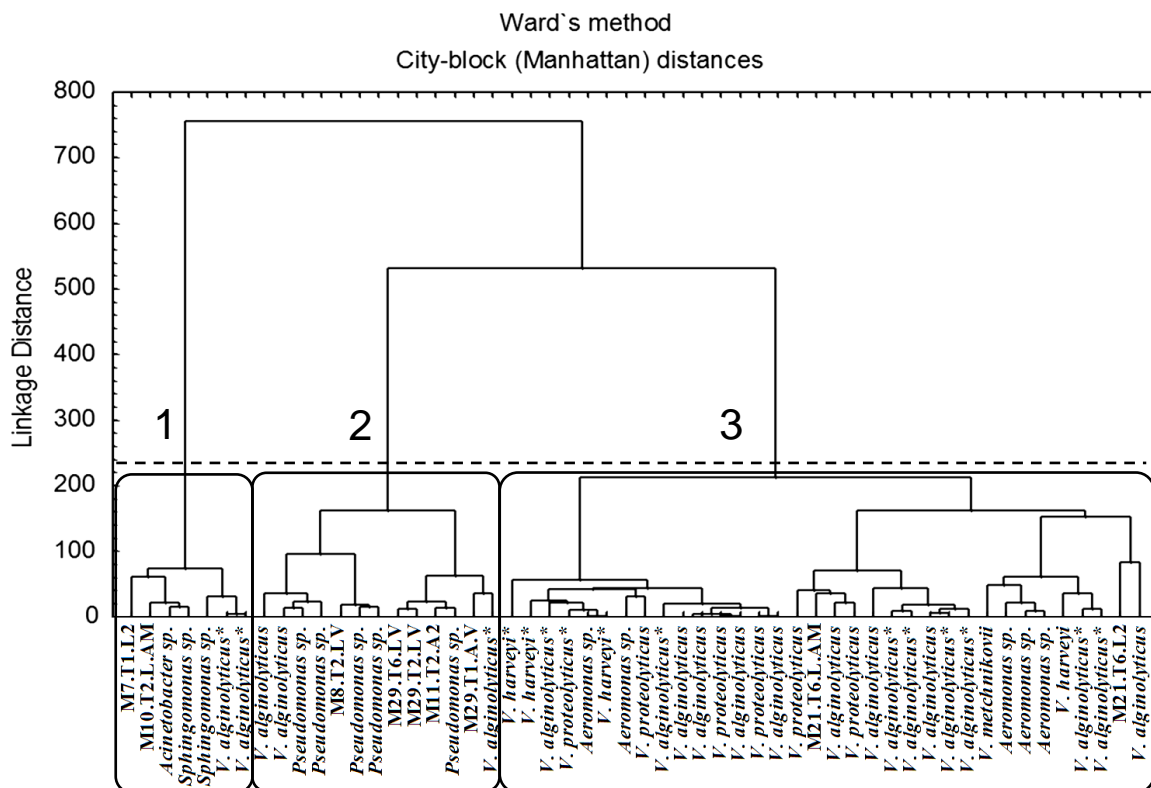 Ward`s method
City-block (Manhattan) distances
Linkage Distance
800
700
600
500
400
300
200
100
0
1
2
3
M7.T1.L2
M10.T2.L.AM
Acinetobacter sp.
Sphingomonas sp.
Sphingomonas sp.
V. alginolyticus*
V. alginolyticus*
V. alginolyticus
V. alginolyticus
Pseudomonas sp.
Pseudomonas sp.
M8.T2.LV
Pseudomonas sp.
Pseudomonas sp.
M29.T6.LV
M29.T2.LV
M11.T2.A2
Pseudomonas sp.
M29.T1.AV
V. alginolyticus*
V. harveyi*
V. harveyi*
V. alginolyticus*
V. proteolyticus*
Aeromonas sp.
V. harveyi*
Aeromonas sp.
V. proteolyticus
V. alginolyticus*
V. alginolyticus
V. alginolyticus
V. proteolyticus
V. alginolyticus
V. proteolyticus
V. alginolyticus
V. proteolyticus
M21.T6.L.AM
V. alginolyticus
V. proteolyticus
V. alginolyticus
V. alginolyticus*
V. alginolyticus*
V. alginolyticus
V. alginolyticus*
V. alginolyticus*
V. metchnikovii
Aeromonas sp.
Aeromonas sp.
Aeromonas sp.
V. harveyi
V. alginolyticus*
V. alginolyticus*
M21.T6.L2
V. alginolyticus